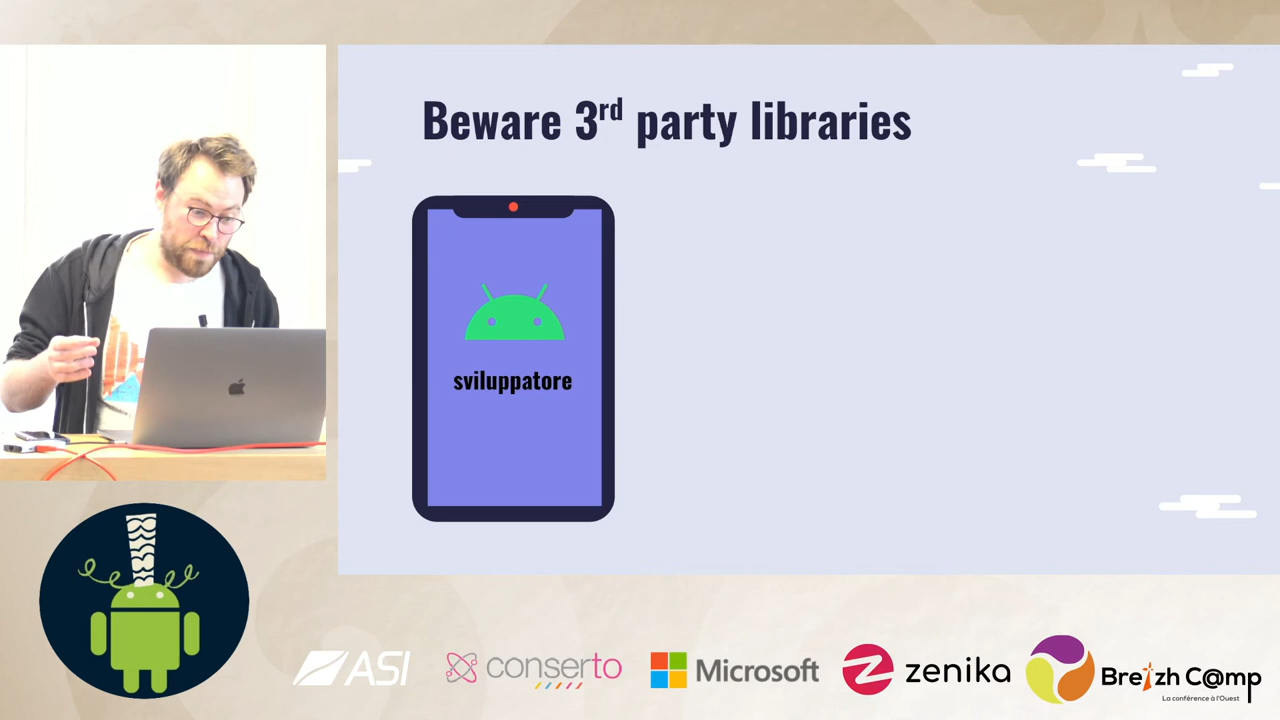 Beware 3rd party libraries
sviluppatore
ASI
conserto
Microsoft
zenika
Breizh C@mp
La conférence à l'Ouest